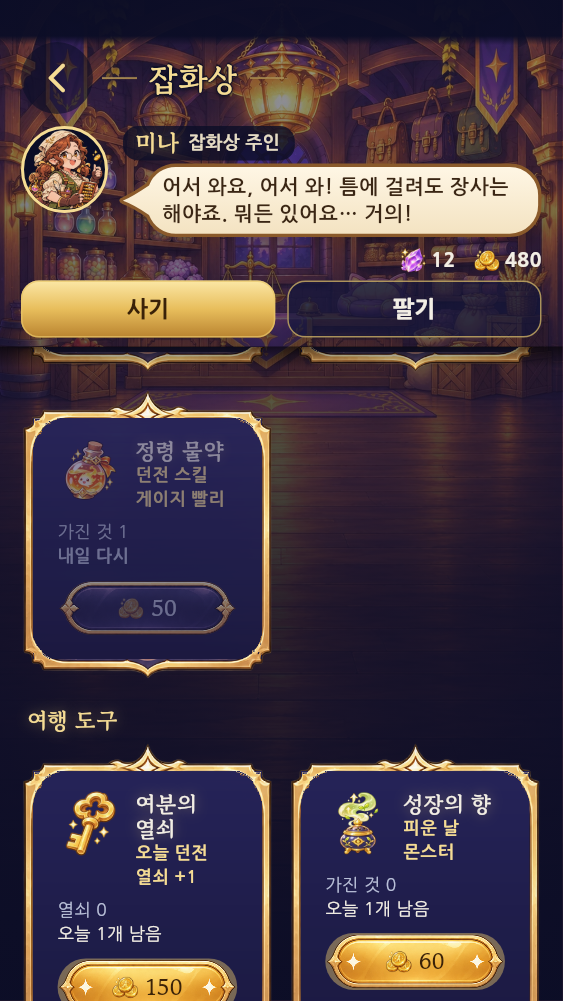 잡화상
미나 잡화상 주인
어서 와요, 어서 와! 틈에 걸려도 장사는
해야죠. 뭐든 있어요… 거의!
12 480
사기 팔기
정령 물약
던전 스킬
게이지 빨리
가진 것 1
내일 다시
50
여행 도구
여분의
열쇠
오늘 던전
열쇠 +1
열쇠 0
오늘 1개 남음
150
성장의 향
피운 날
몬스터
가진 것 0
오늘 1개 남음
60